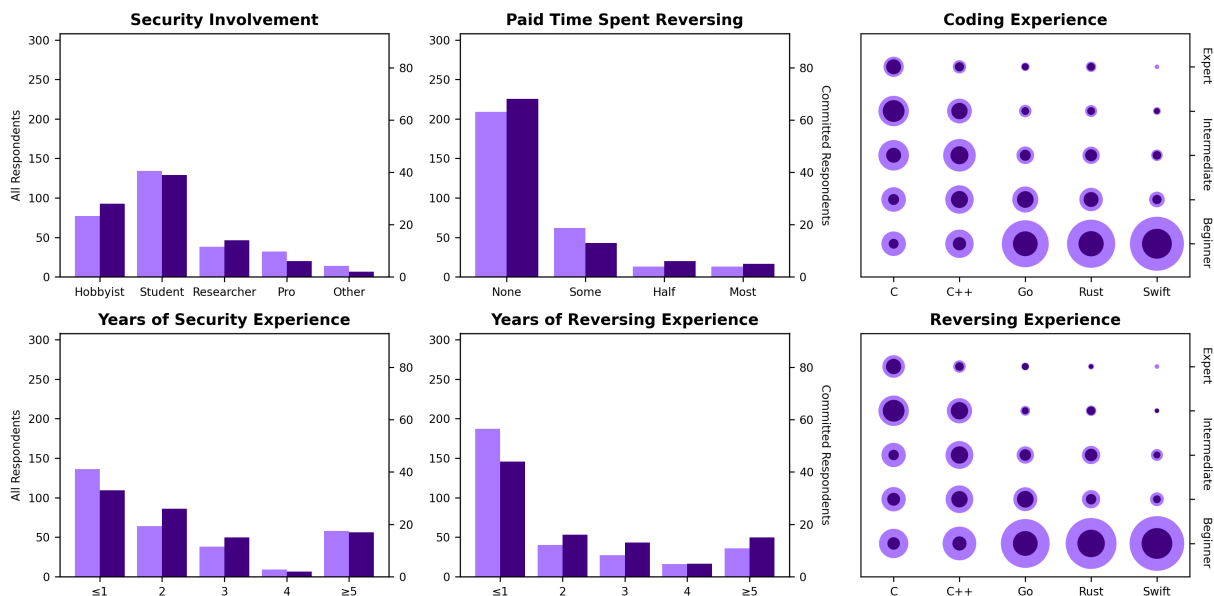 Security Involvement
All Respondents
300
250
200
150
100
50
0
80
60
40
20
0
Hobbyist Student Researcher Pro Other
Paid Time Spent Reversing
300
250
200
150
100
50
0
80
60
40
20
0
Committed Respondents
None Some Half Most
Coding Experience
Expert
Intermediate
Beginner
C C++ Go Rust Swift
Years of Security Experience
All Respondents
300
250
200
150
100
50
0
80
60
40
20
0
≤1 2 3 4 ≥5
Years of Reversing Experience
300
250
200
150
100
50
0
80
60
40
20
0
Committed Respondents
≤1 2 3 4 ≥5
Reversing Experience
Expert
Intermediate
Beginner
C C++ Go Rust Swift